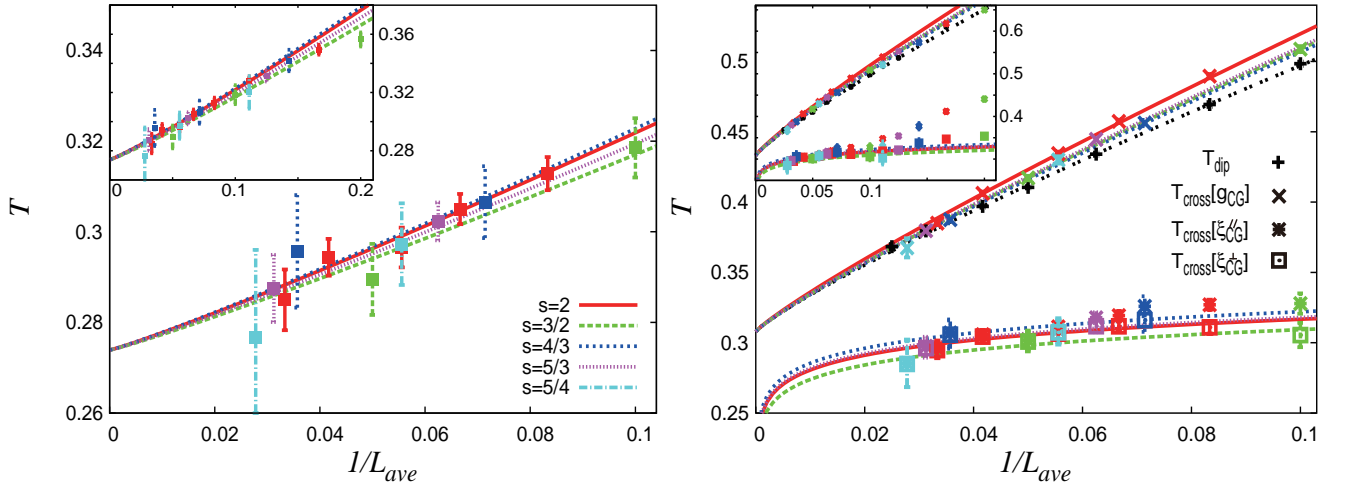 0.35
0.34
0.32
0.3
0.28
0.26
T
0.36
0.32
0.28
0
0.1
0.2
s=2
s=3/2
s=4/3
s=5/3
s=5/4
0 0.02 0.04 0.06 0.08 0.1
1/L_ave
0.5
0.45
0.4
0.35
0.3
0.25
T
0.6
0.5
0.4
0 0.05 0.1
T_dip
T_cross[g_CG]
T_cross[ξ^//_CG]
T_cross[ξ^⊥_CG]
0 0.02 0.04 0.06 0.08 0.1
1/L_ave